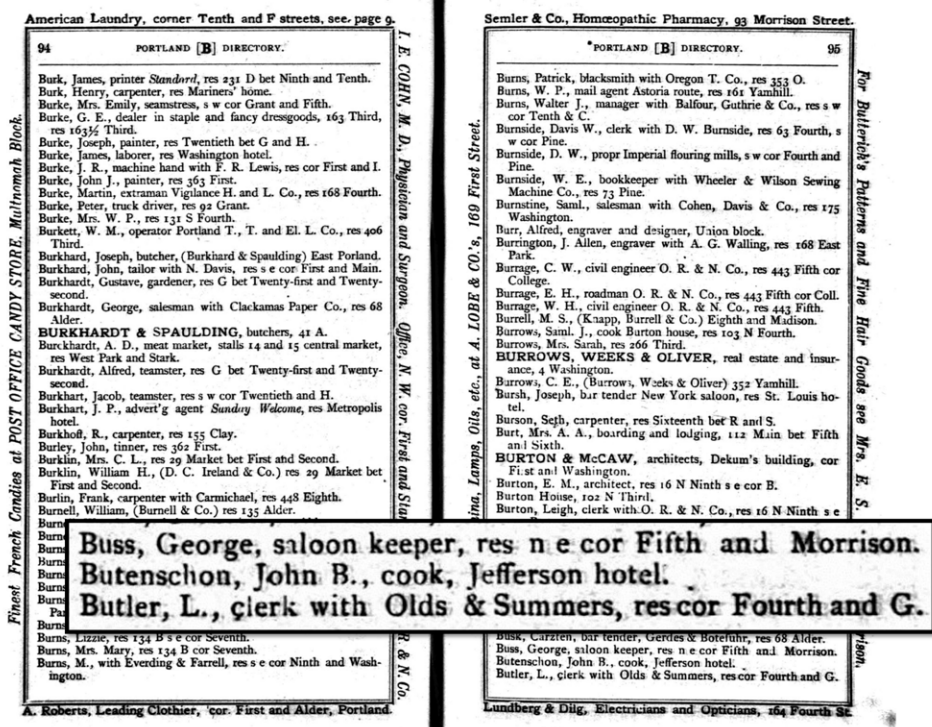 American Laundry, corner Tenth and F streets, see page 9.
94 PORTLAND [B] DIRECTORY.
Burk, James, printer Standard, res 231 D bet Ninth and Tenth.
Burk, Henry, carpenter, res Mariners' home.
Burke, Mrs. Emily, seamstress, s w cor Grant and Fifth.
Burke, G. E., dealer in staple and fancy dressgoods, 163 Third,
res 163½ Third.
Burke, Joseph, painter, res Twentieth bet G and H.
Burke, James, laborer, res Washington hotel.
Burke, J. R., machine hand with F. R. Lewis, res cor First and I.
Burke, John J., painter, res 363 First.
Burke, Martin, extraman Vigilance H. and L. Co., res 168 Fourth.
Burke, Peter, truck driver, res 92 Grant.
Burke, Mrs. W. P., res 131 S Fourth.
Burkett, W. M., operator Portland T., T. and El. L. Co., res 406
Third.
Burkhard, Joseph, butcher, (Burkhard & Spaulding) East Porland.
Burkhard, John, tailor with N. Davis, res s e cor First and Main.
Burkhardt, Gustave, gardener, res G bet Twenty-first and Twenty-
second.
Burkhardt, George, salesman with Clackamas Paper Co., res 68
Alder.
BURKHARDT & SPAULDING, butchers, 41 A.
Burckhardt, A. D., meat market, stalls 14 and 15 central market,
res West Park and Stark.
Burkhardt, Alfred, teamster, res G bet Twenty-first and Twenty-
second.
Burkhart, Jacob, teamster, res s w cor Twentieth and H.
Burkhart, J. P., advert'g agent Sunday Welcome, res Metropolis
hotel.
Burkhoff, R., carpenter, res 155 Clay.
Burley, John, tinner, res 362 First.
Burklin, Mrs. C. L., res 29 Market bet First and Second.
Burklin, William H., (D. C. Ireland & Co.) res 29 Market bet
First and Second.
Burlin, Frank, carpenter with Carmichael, res 448 Eighth.
Burnell, William, (Burnell & Co.) res 135 Alder.
Burns, Lizzie, res 134 B s e cor Seventh.
Burns, Mrs. Mary, res 134 B cor Seventh.
Burns, M., with Everding & Farrell, res s e cor Ninth and Wash-
ington.
A. Roberts, Leading Clothier, cor. First and Alder, Portland.
Finest French Candies at POST OFFICE CANDY STORE, Multnomah Block.
I. E. COHN, M. D., Physician and Surgeon. Office, N. W. cor. First and
R & N. Co.
Semler & Co., Homœopathic Pharmacy, 93 Morrison Street.
PORTLAND [B] DIRECTORY. 95
Burns, Patrick, blacksmith with Oregon T. Co., res 353 O.
Burns, W. P., mail agent Astoria route, res 161 Yamhill.
Burns, Walter J., manager with Balfour, Guthrie & Co., res s w
cor Tenth & C.
Burnside, Davis W., clerk with D. W. Burnside, res 63 Fourth, s
w cor Pine.
Burnside, D. W., propr Imperial flouring mills, s w cor Fourth and
Pine.
Burnside, W. E., bookkeeper with Wheeler & Wilson Sewing
Machine Co., res 73 Pine.
Burnstine, Saml., salesman with Cohen, Davis & Co., res 175
Washington.
Burr, Alfred, engraver and designer, Union block.
Burrington, J. Allen, engraver with A. G. Walling, res 168 East
Park.
Burrage, C. W., civil engineer O. R. & N. Co., res 443 Fifth cor
College.
Burrage, E. H., roadman O. R. & N. Co., res 443 Fifth cor Coll.
Burrage, W. H., civil engineer O. R. & N. Co., res 443 Fifth.
Burrell, M. S., (Knapp, Burrell & Co.) Eighth and Madison.
Burrows, Saml. J., cook Burton house, res 103 N Fourth.
Burrows, Mrs. Sarah, res 266 Third.
BURROWS, WEEKS & OLIVER, real estate and insur-
ance, 4 Washington.
Burrows, C. E., (Burrows, Weeks & Oliver) 352 Yamhill.
Bursh, Joseph, bar tender New York saloon, res St. Louis ho-
tel.
Burson, Seth, carpenter, res Sixteenth bet R and S.
Burt, Mrs. A. A., boarding and lodging, 112 Main bet Fifth
and Sixth.
BURTON & McCAW, architects, Dekum's building, cor
First and Washington.
Burton, E. M., architect, res 16 N Ninth s e cor B.
Burton House, 102 N Third.
Burton, Leigh, clerk with O. R. & N. Co., res 16 N Ninth s e
Buss, George, saloon keeper, res n e cor Fifth and Morrison.
Butenschon, John B., cook, Jefferson hotel.
Butler, L., clerk with Olds & Summers, res cor Fourth and G.
Busk, Carzten, bar tender, Gerdes & Botefuhr, res 68 Alder.
Buss, George, saloon keeper, res n e cor Fifth and Morrison.
Butenschon, John B., cook, Jefferson hotel.
Butler, L., clerk with Olds & Summers, res cor Fourth and G.
Lundberg & Dilg, Electricians and Opticians, 164 Fourth St.
Lamps, Oils, etc., at A. LOBE & CO.'s, 169 First Street.
For Butterick's Patterns and Fine Hair Goods see Mrs. E. S.